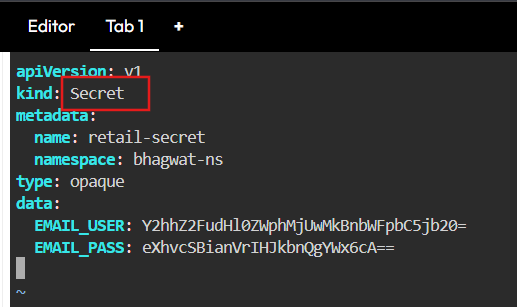 Editor Tab 1 +
apiVersion: v1
kind: Secret
metadata:
  name: retail-secret
  namespace: bhagwat-ns
type: opaque
data:
  EMAIL_USER: Y2hhZ2FudHl0ZWphMjUwMkBnbWFpbC5jb20=
  EMAIL_PASS: eXhvcSBianVrIHJkbnQgYWx6cA==
~